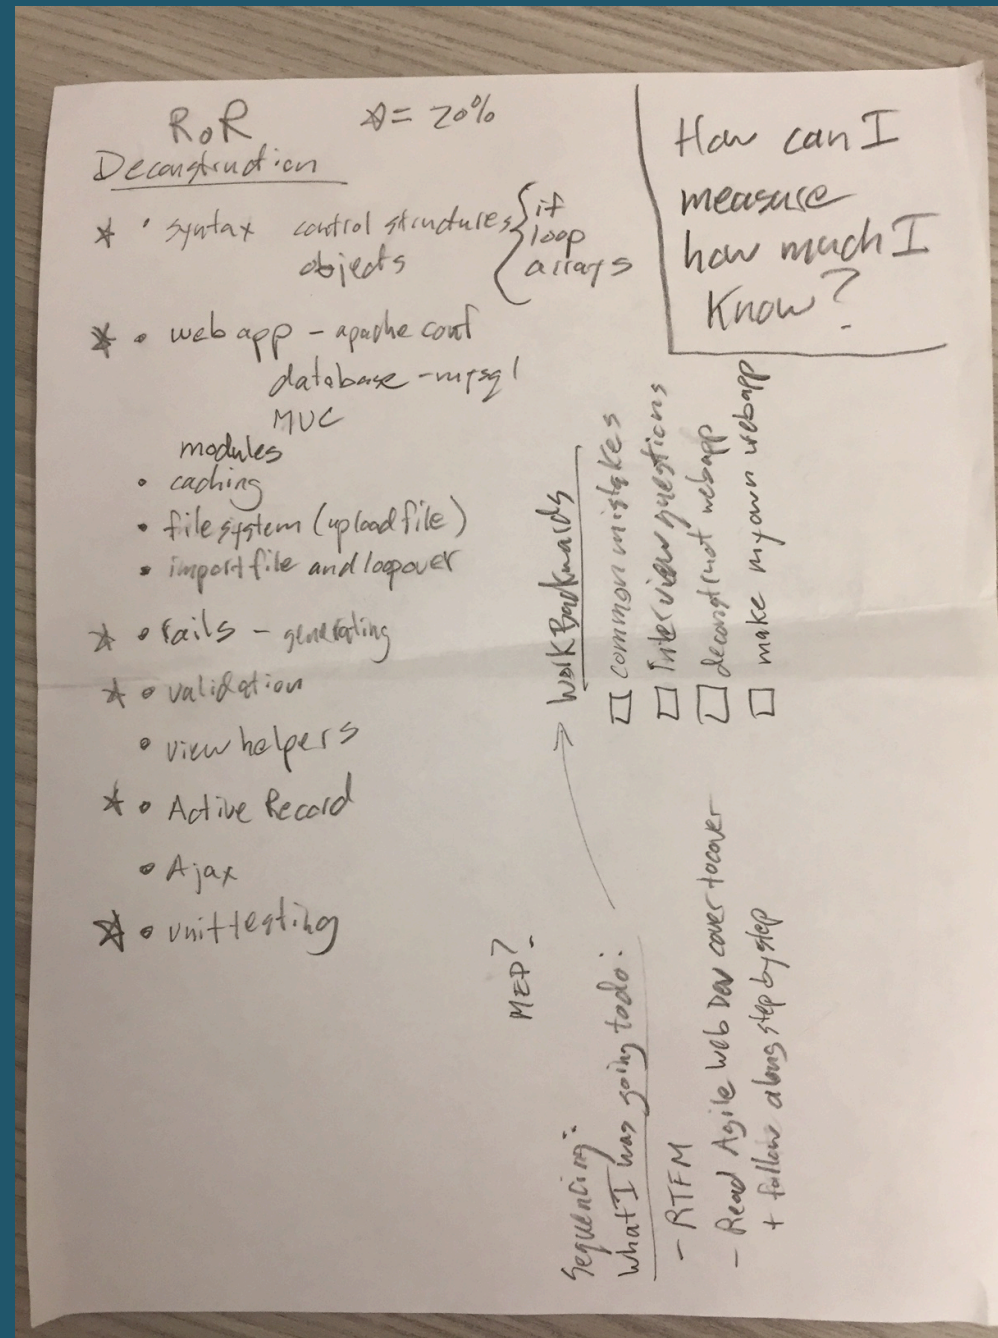 RoR
☆ = 20%
Deconstruction
☆ • syntax control structures { if
objects loop
arrays
☆ • web app - apache conf
database - mysql
MVC
modules
• caching
• file system (upload file)
• import file and loop over
☆ • rails - generating
☆ • validation
• view helpers
☆ • Active Record
• Ajax
☆ • unit testing
How can I
measure
how much I
Know?
MED?
Sequencing:
What I was going to do:
- RTFM
- Read Agile Web Dev cover to cover
+ follow along step by step
→ Work Backwards
☐ common mistakes
☐ Interview questions
☐ deconstruct webapp
☐ make my own webapp